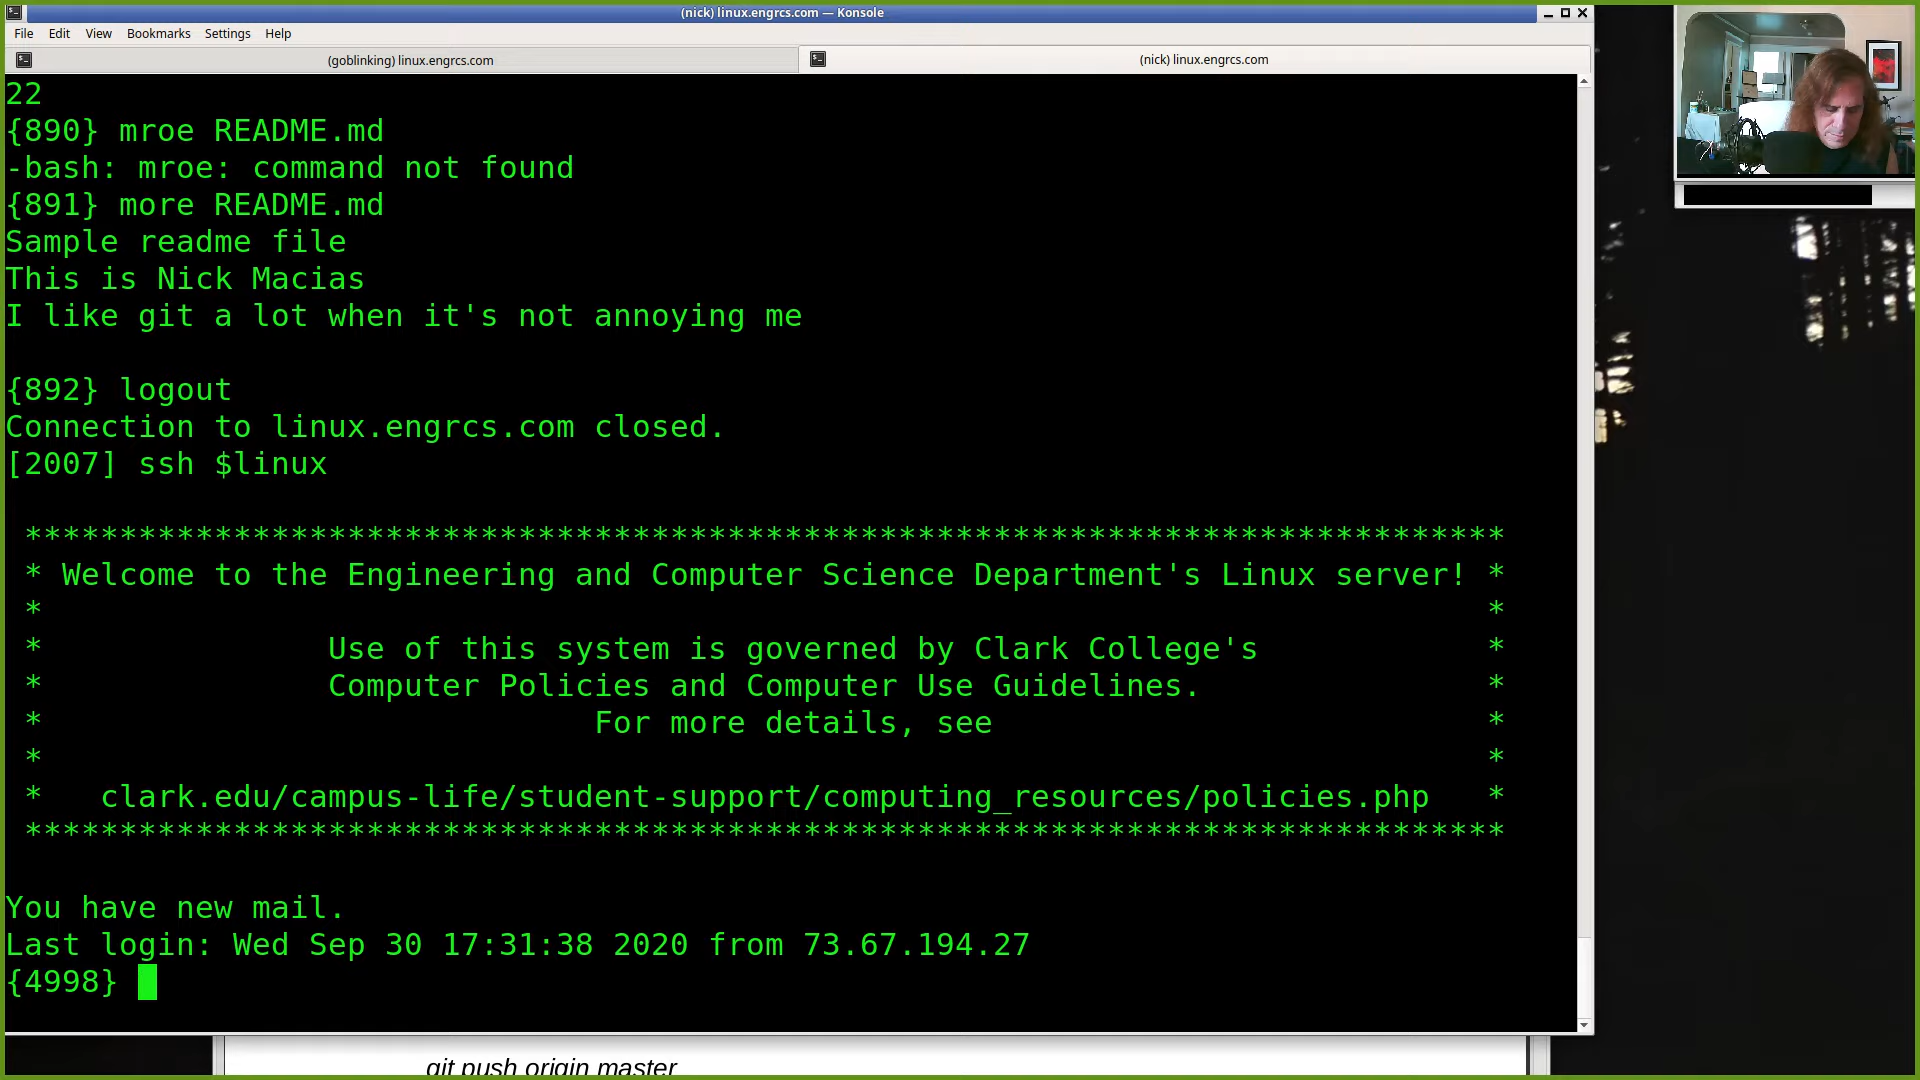 (nick) linux.engrcs.com — Konsole
File Edit View Bookmarks Settings Help
(goblinking) linux.engrcs.com
(nick) linux.engrcs.com
22
{890} mroe README.md
-bash: mroe: command not found
{891} more README.md
Sample readme file
This is Nick Macias
I like git a lot when it's not annoying me
{892} logout
Connection to linux.engrcs.com closed.
[2007] ssh $linux
******************************************************************************
* Welcome to the Engineering and Computer Science Department's Linux server! *
* *
* Use of this system is governed by Clark College's *
* Computer Policies and Computer Use Guidelines. *
* For more details, see *
* *
* clark.edu/campus-life/student-support/computing_resources/policies.php *
******************************************************************************
You have new mail.
Last login: Wed Sep 30 17:31:38 2020 from 73.67.194.27
{4998}
git push origin master